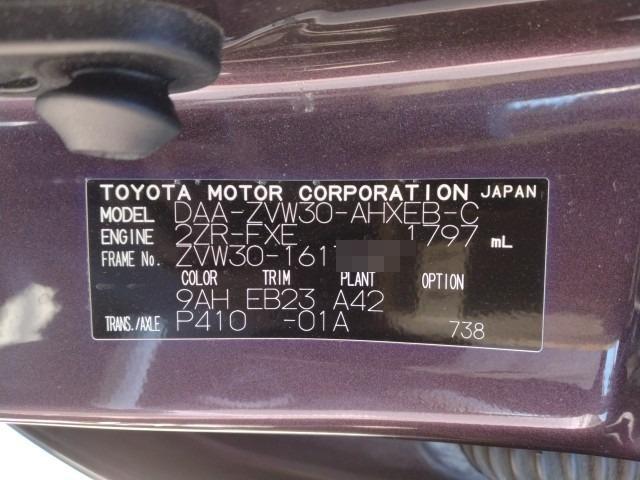 TOYOTA MOTOR CORPORATION JAPAN
MODEL DAA-ZVW30-AHXEB-C
ENGINE 2ZR-FXE 1797 mL
FRAME No. ZVW30-161
COLOR TRIM PLANT OPTION
9AH EB23 A42
TRANS./AXLE P410 -01A 738